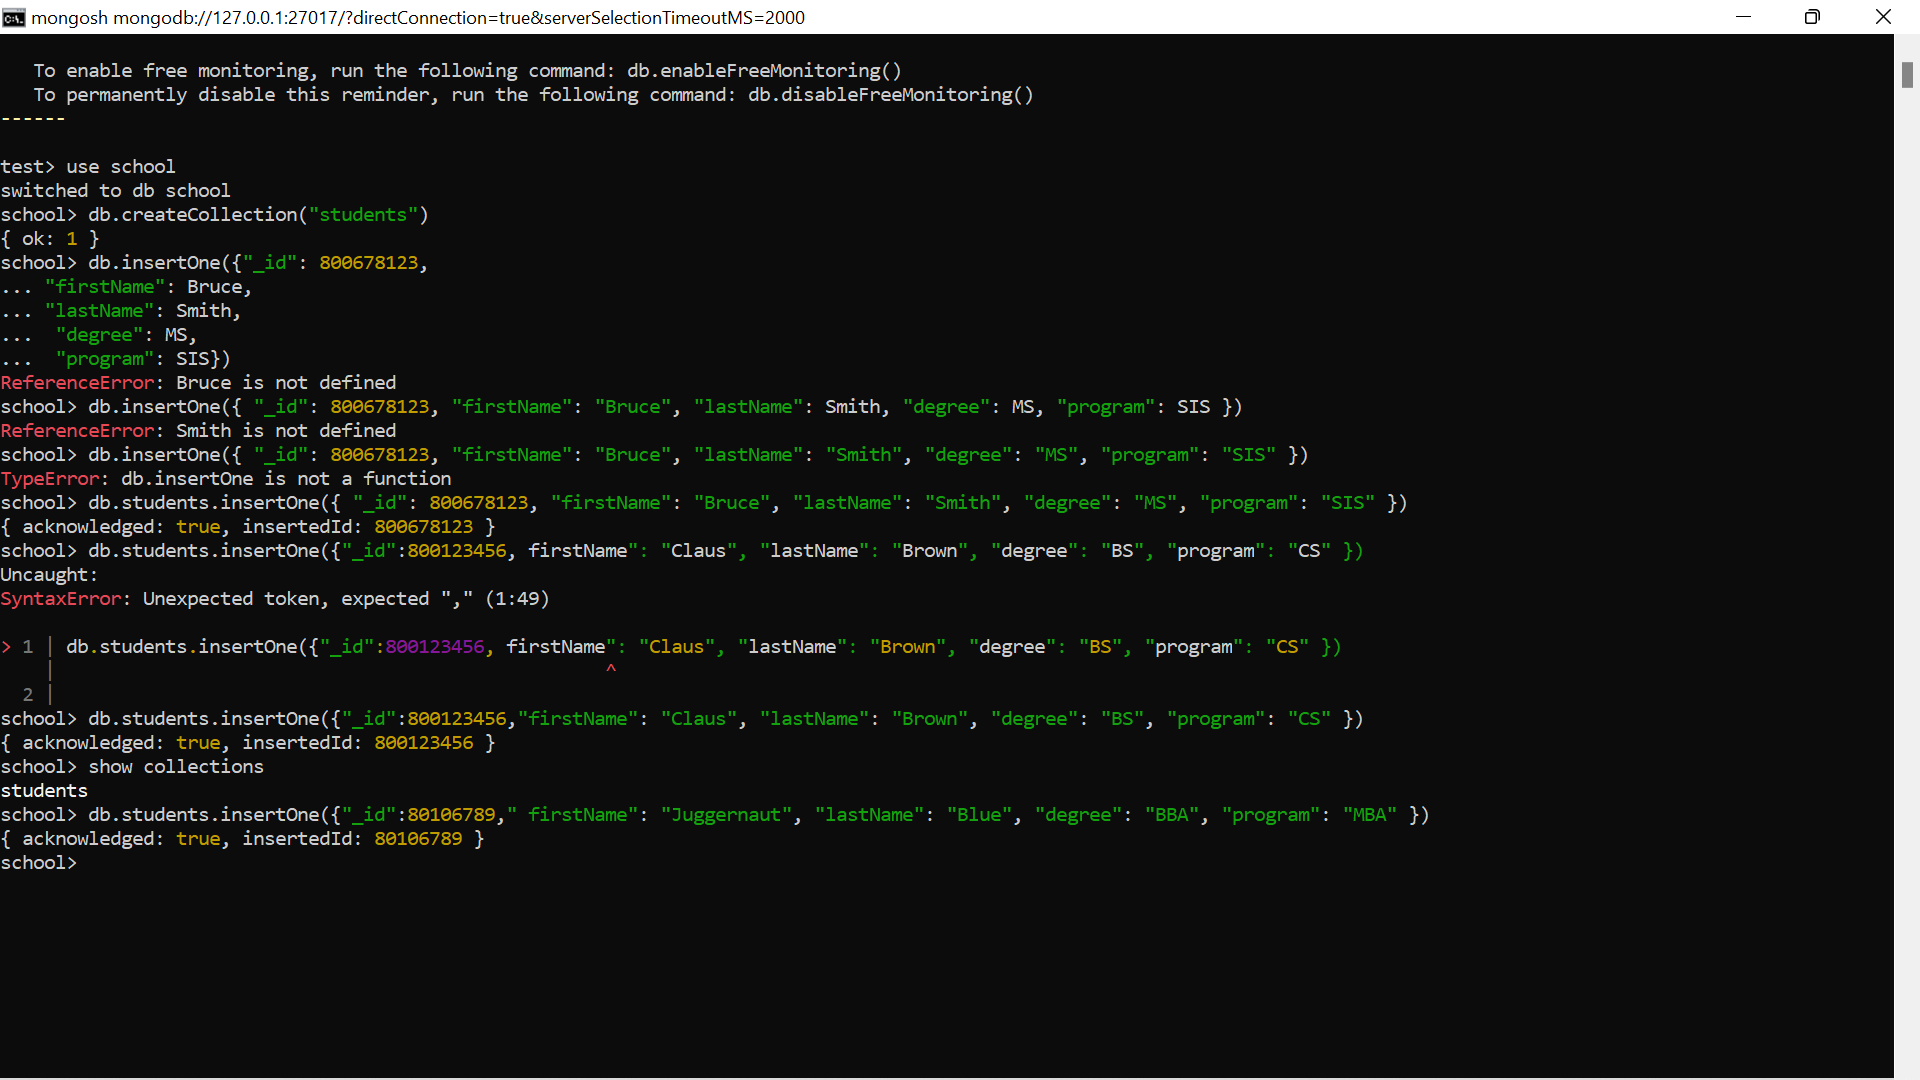 mongosh mongodb://127.0.0.1:27017/?directConnection=true&serverSelectionTimeoutMS=2000
To enable free monitoring, run the following command: db.enableFreeMonitoring()
To permanently disable this reminder, run the following command: db.disableFreeMonitoring()
------
test> use school
switched to db school
school> db.createCollection("students")
{ ok: 1 }
school> db.insertOne({"_id": 800678123,
... "firstName": Bruce,
... "lastName": Smith,
...  "degree": MS,
...  "program": SIS})
ReferenceError: Bruce is not defined
school> db.insertOne({ "_id": 800678123, "firstName": "Bruce", "lastName": Smith, "degree": MS, "program": SIS })
ReferenceError: Smith is not defined
school> db.insertOne({ "_id": 800678123, "firstName": "Bruce", "lastName": "Smith", "degree": "MS", "program": "SIS" })
TypeError: db.insertOne is not a function
school> db.students.insertOne({ "_id": 800678123, "firstName": "Bruce", "lastName": "Smith", "degree": "MS", "program": "SIS" })
{ acknowledged: true, insertedId: 800678123 }
school> db.students.insertOne({"_id":800123456, firstName": "Claus", "lastName": "Brown", "degree": "BS", "program": "CS" })
Uncaught:
SyntaxError: Unexpected token, expected "," (1:49)
> 1 | db.students.insertOne({"_id":800123456, firstName": "Claus", "lastName": "Brown", "degree": "BS", "program": "CS" })
| ^
2 |
school> db.students.insertOne({"_id":800123456,"firstName": "Claus", "lastName": "Brown", "degree": "BS", "program": "CS" })
{ acknowledged: true, insertedId: 800123456 }
school> show collections
students
school> db.students.insertOne({"_id":80106789," firstName": "Juggernaut", "lastName": "Blue", "degree": "BBA", "program": "MBA" })
{ acknowledged: true, insertedId: 80106789 }
school>